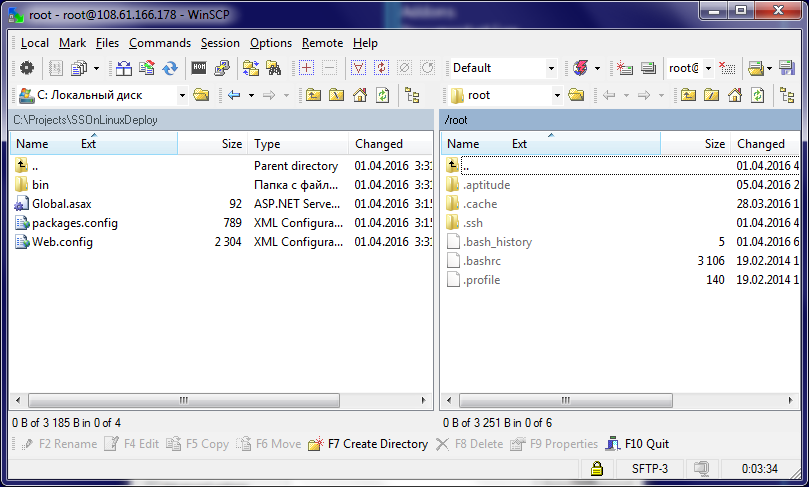 root - root@108.61.166.178 - WinSCP
Local Mark Files Commands Session Options Remote Help
Default root@
C: Локальный диск root
C:\Projects\SSOnLinuxDeploy /root
Name Ext Size Type Changed Name Ext Size Changed
.. Parent directory 01.04.2016 3:3 .. 01.04.2016 4
bin Папка с файл... 01.04.2016 3:3 .aptitude 05.04.2016 2
Global.asax 92 ASP.NET Serve... 01.04.2016 3:15 .cache 28.03.2016 1
packages.config 789 XML Configura... 01.04.2016 3:15 .ssh 01.04.2016 4
Web.config 2 304 XML Configura... 01.04.2016 3:3 .bash_history 5 01.04.2016 6
.bashrc 3 106 19.02.2014 1
.profile 140 19.02.2014 1
0 B of 3 185 B in 0 of 4 0 B of 3 251 B in 0 of 6
F2 Rename F4 Edit F5 Copy F6 Move F7 Create Directory F8 Delete F9 Properties F10 Quit
SFTP-3 0:03:34